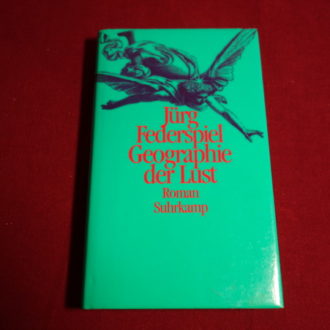 Jürg
Federspiel
Geographie
der Lust
Roman
Suhrkamp